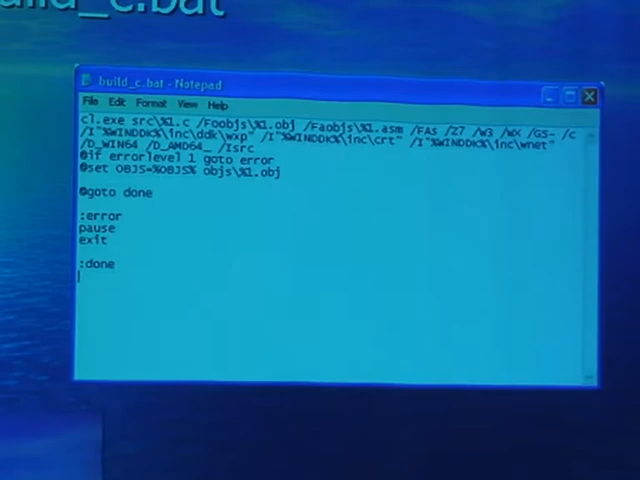 build_c.bat
build_c.bat - Notepad
File Edit Format View Help
cl.exe src\%1.c /Foobjs\%1.obj /Faobjs\%1.asm /FAs /Z7 /W3 /WX /GS- /c
/I"%WINDDK%\inc\ddk\wxp" /I"%WINDDK%\inc\crt" /I"%WINDDK%\inc\wnet"
/D_WIN64 /D_AMD64_ /Isrc
@if errorlevel 1 goto error
@set OBJS=%OBJS% objs\%1.obj
@goto done
:error
pause
exit
:done